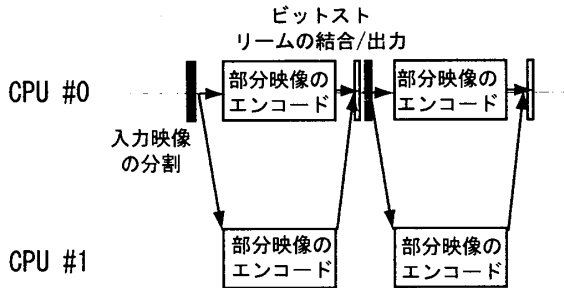 ビットスト
リームの結合/出力
CPU #0
部分映像の
エンコード
部分映像の
エンコード
入力映像
の分割
CPU #1
部分映像の
エンコード
部分映像の
エンコード